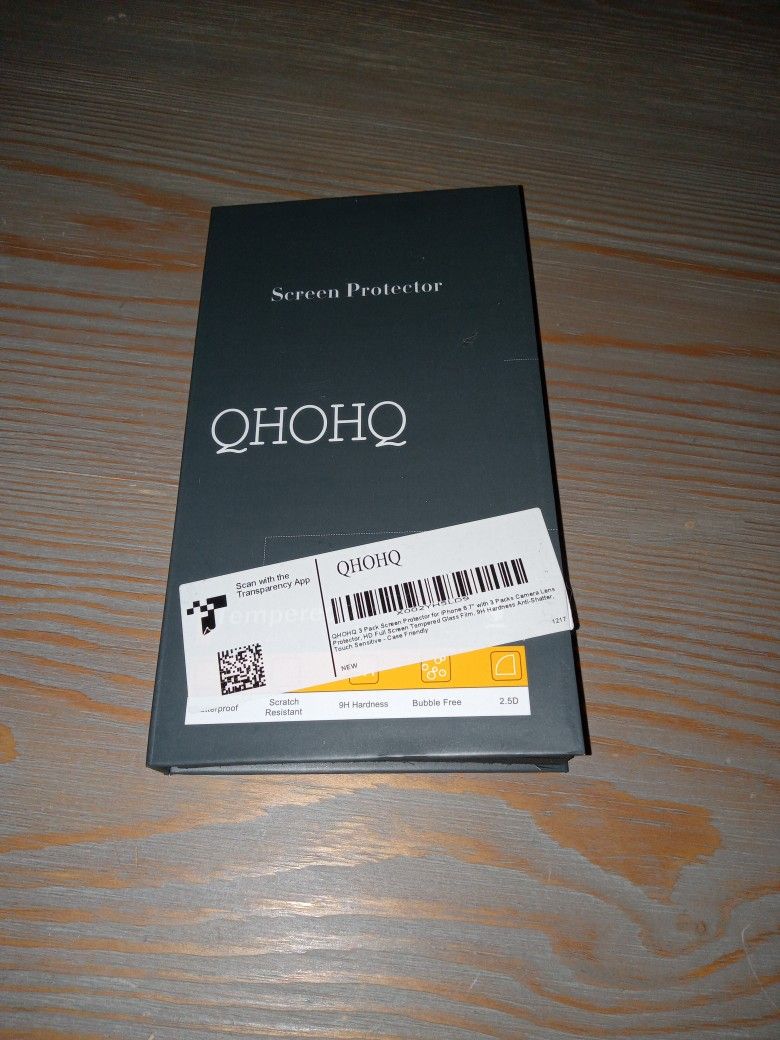 Screen Protector
QHOHQ
Scan with the
Transparency App
QHOHQ
QHOHQ 3 Pack Screen Protector for iPhone 6.7" with 3 Packs Camera Lens
Protector, HD Full Screen Tempered Glass Film, 9H Hardness Anti-Shatter,
Touch Sensitive - Case Friendly
NEW
1217
Scratch
Resistant
9H Hardness
Bubble Free
2.5D